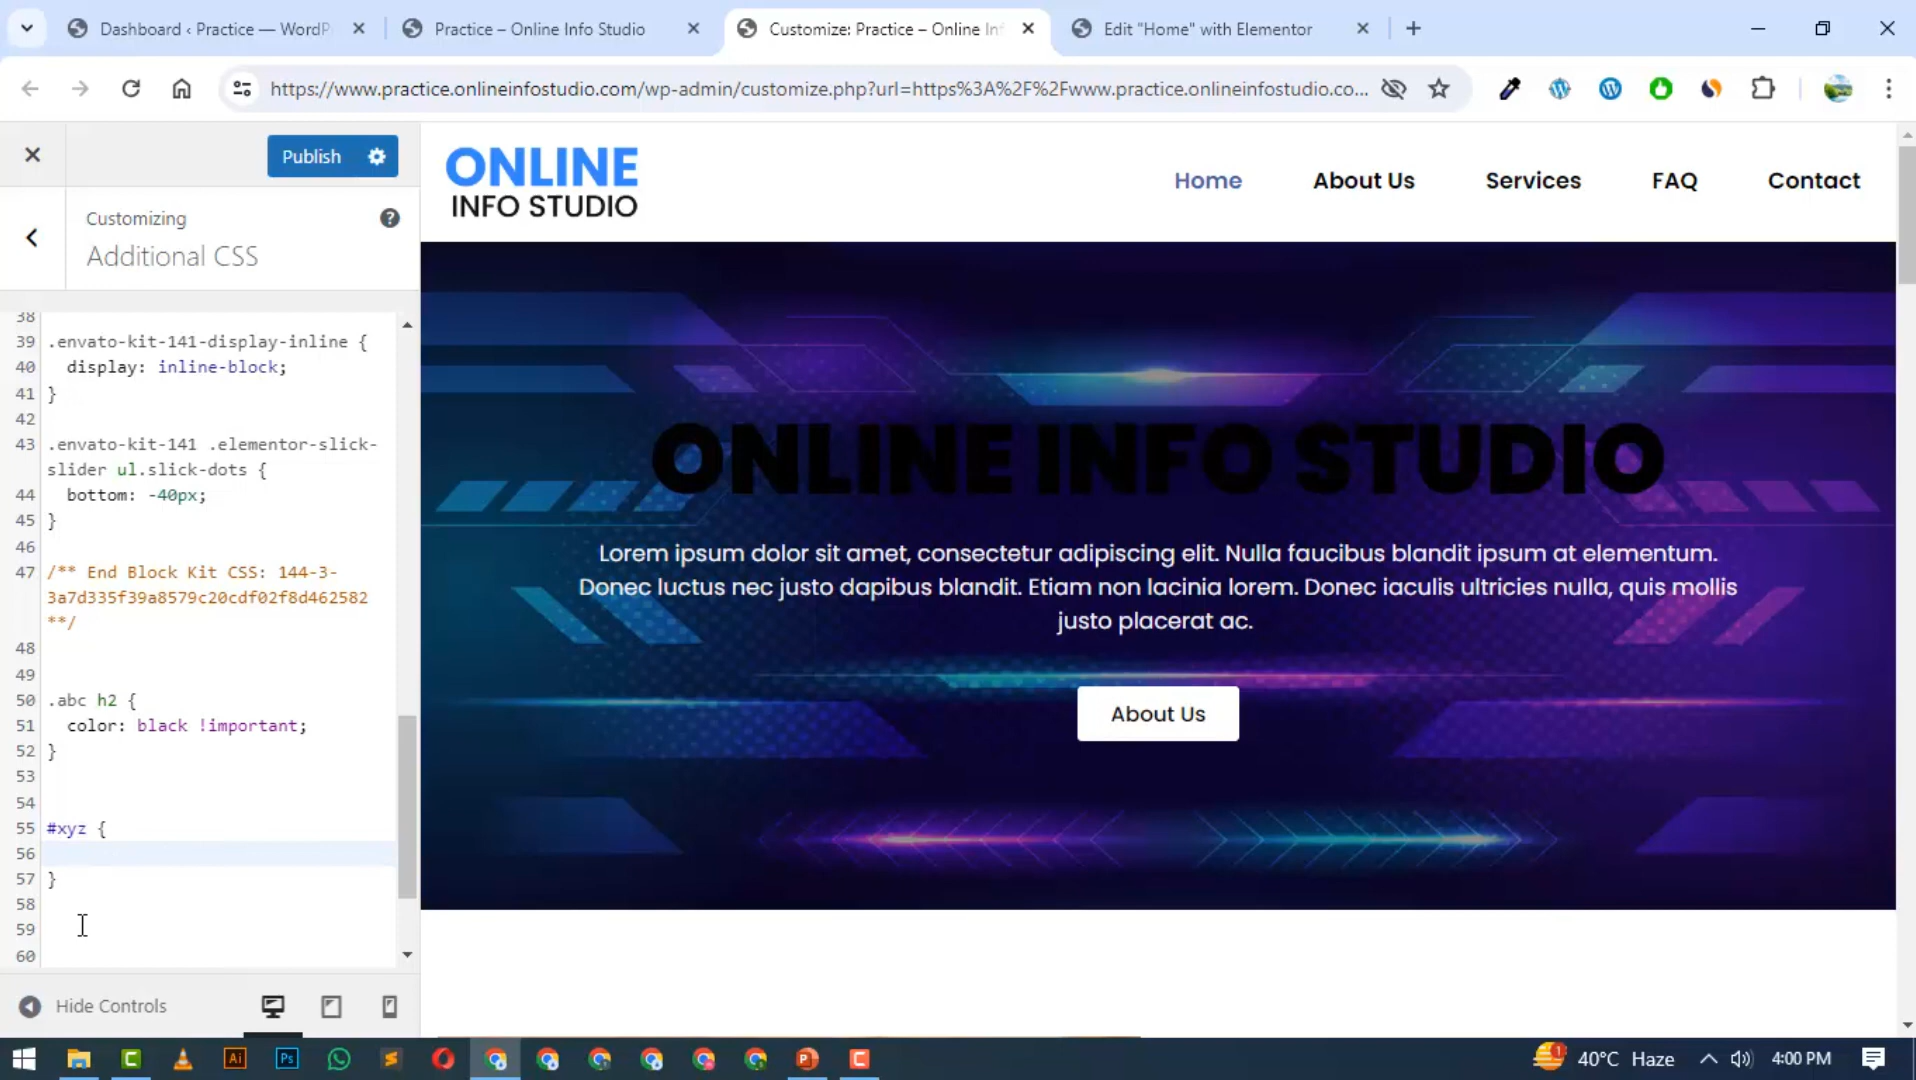 Dashboard ‹ Practice — WordP
Practice – Online Info Studio
Customize: Practice – Online Inf
Edit "Home" with Elementor
https://www.practice.onlineinfostudio.com/wp-admin/customize.php?url=https%3A%2F%2Fwww.practice.onlineinfostudio.co...
Publish
Customizing
Additional CSS
38
39 .envato-kit-141-display-inline {
40 display: inline-block;
41 }
42
43 .envato-kit-141 .elementor-slick-
slider ul.slick-dots {
44 bottom: -40px;
45 }
46
47 /** End Block Kit CSS: 144-3-
3a7d335f39a8579c20cdf02f8d462582
**/
48
49
50 .abc h2 {
51 color: black !important;
52 }
53
54
55 #xyz {
56
57 }
58
59
60
Hide Controls
ONLINE
INFO STUDIO
Home About Us Services FAQ Contact
ONLINE INFO STUDIO
Lorem ipsum dolor sit amet, consectetur adipiscing elit. Nulla faucibus blandit ipsum at elementum.
Donec luctus nec justo dapibus blandit. Etiam non lacinia lorem. Donec iaculis ultricies nulla, quis mollis
justo placerat ac.
About Us
40°C Haze
4:00 PM